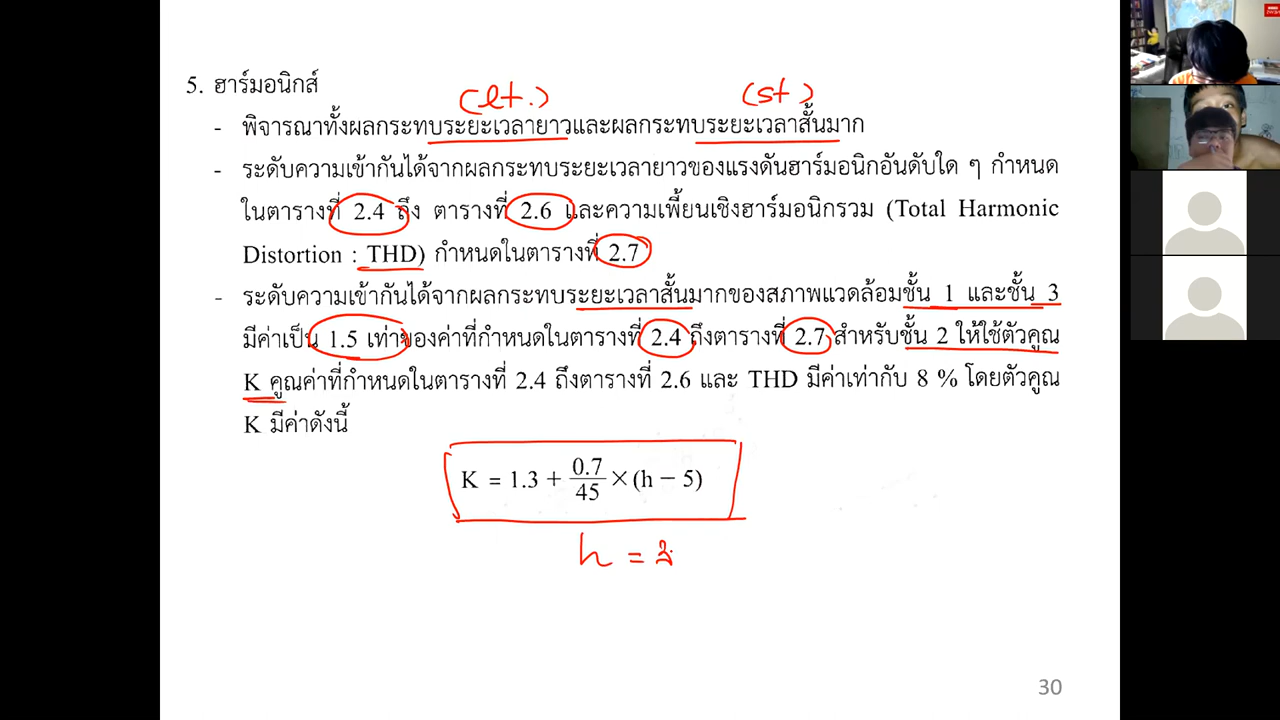 5. ฮาร์มอนิกส์
(lt.) (st)
- พิจารณาทั้งผลกระทบระยะเวลายาวและผลกระทบระยะเวลาสั้นมาก
- ระดับความเข้ากันได้จากผลกระทบระยะเวลายาวของแรงดันฮาร์มอนิกอันดับใด ๆ กำหนด
ในตารางที่ 2.4 ถึง ตารางที่ 2.6 และความเพี้ยนเชิงฮาร์มอนิกรวม (Total Harmonic
Distortion : THD) กำหนดในตารางที่ 2.7
- ระดับความเข้ากันได้จากผลกระทบระยะเวลาสั้นมากของสภาพแวดล้อมชั้น 1 และชั้น 3
มีค่าเป็น 1.5 เท่าของค่าที่กำหนดในตารางที่ 2.4 ถึงตารางที่ 2.7 สำหรับชั้น 2 ให้ใช้ตัวคูณ
K คูณค่าที่กำหนดในตารางที่ 2.4 ถึงตารางที่ 2.6 และ THD มีค่าเท่ากับ 8 % โดยตัวคูณ
K มีค่าดังนี้
K = 1.3 + 0.7/45 × (h − 5)
h =
30